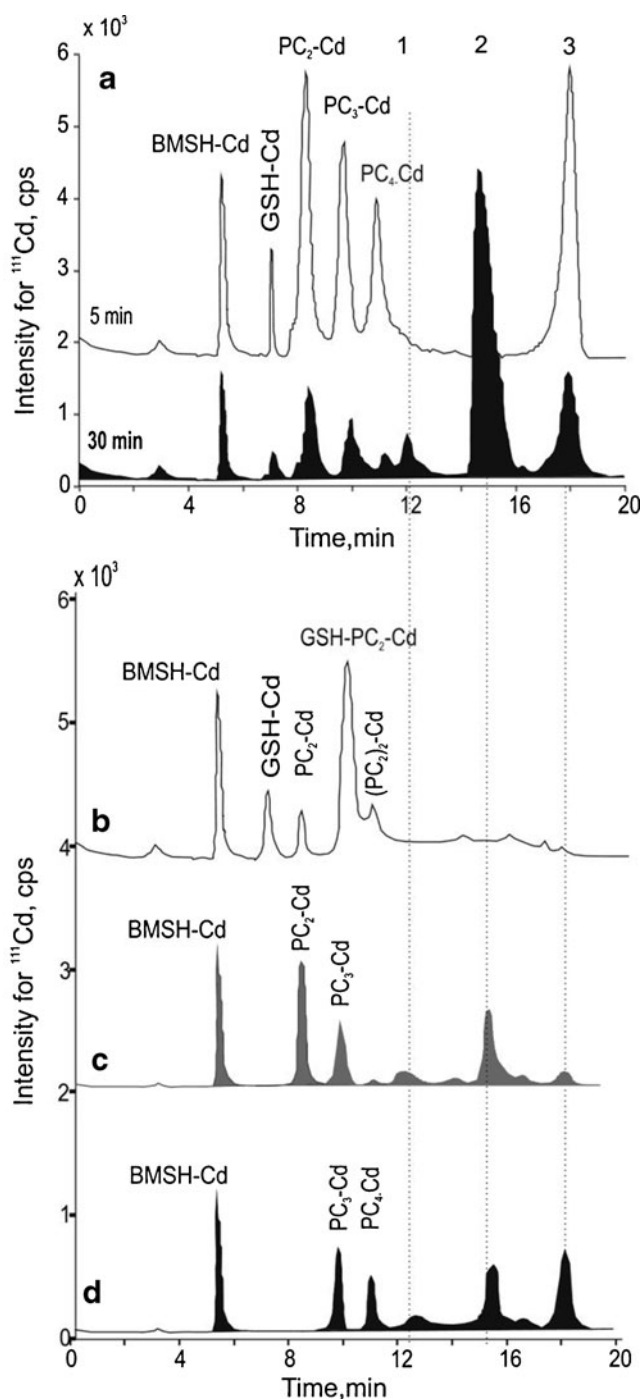 x 10³
6
5
4
3
2
1
0
Intensity for ¹¹¹Cd, cps
a
PC₂-Cd
1
2
3
BMSH-Cd
GSH-Cd
PC₃-Cd
PC₄-Cd
5 min
30 min
0 4 8 12 16 20
Time,min
x 10³
6
5
4
3
2
1
0
Intensity for ¹¹¹Cd, cps
b
BMSH-Cd
GSH-Cd
PC₂-Cd
GSH-PC₂-Cd
(PC₂)₂-Cd
c
BMSH-Cd
PC₂-Cd
PC₃-Cd
d
BMSH-Cd
PC₃-Cd
PC₄-Cd
0 4 8 12 16 20
Time,min